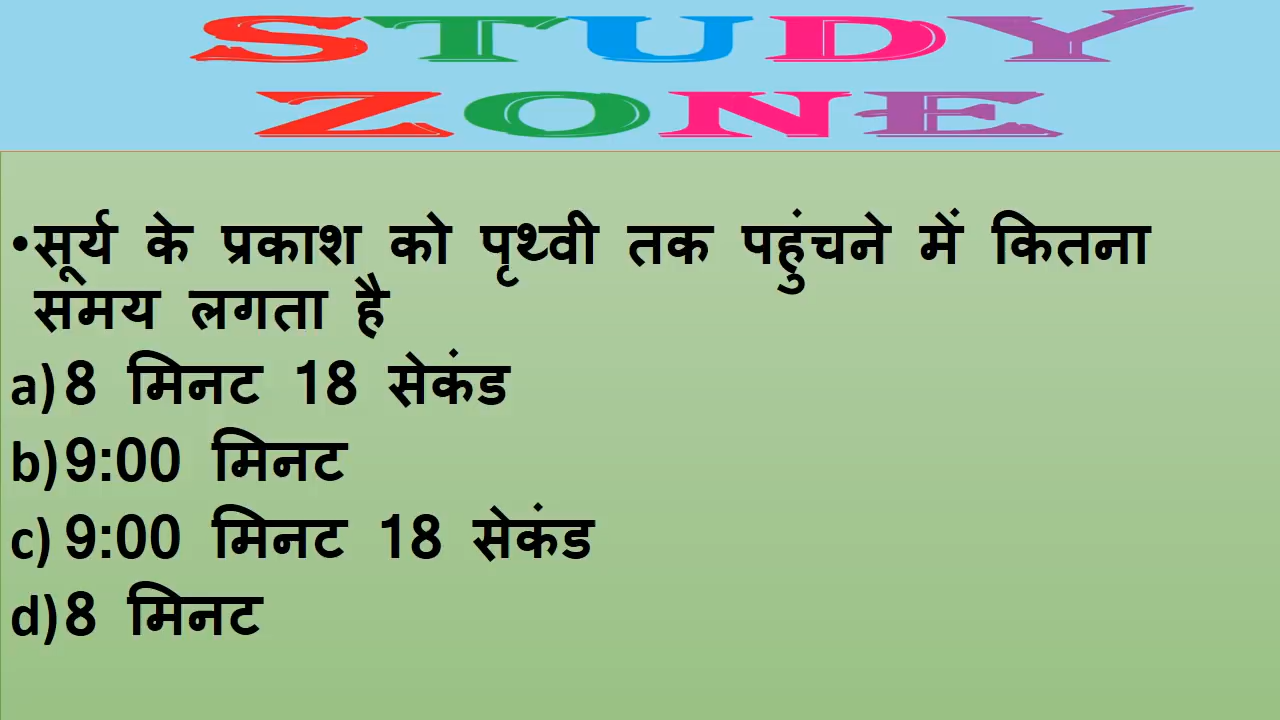 STUDY
ZONE
•सूर्य के प्रकाश को पृथ्वी तक पहुंचने में कितना
समय लगता है
a)8 मिनट 18 सेकंड
b)9:00 मिनट
c) 9:00 मिनट 18 सेकंड
d)8 मिनट